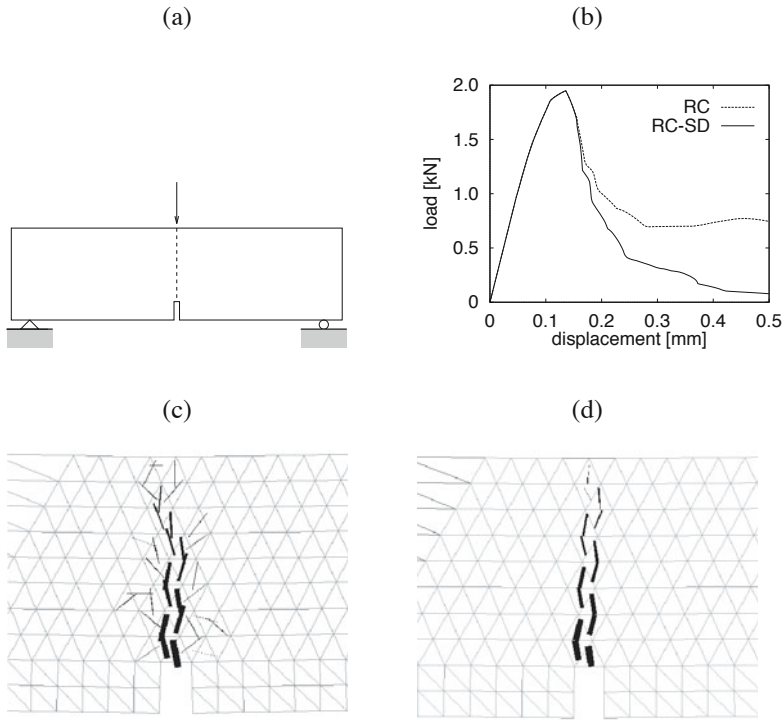 (a)
(b)
2.0
1.5
1.0
0.5
0
load [kN]
RC
RC-SD
0
0.1
0.2
0.3
0.4
0.5
displacement [mm]
(c)
(d)